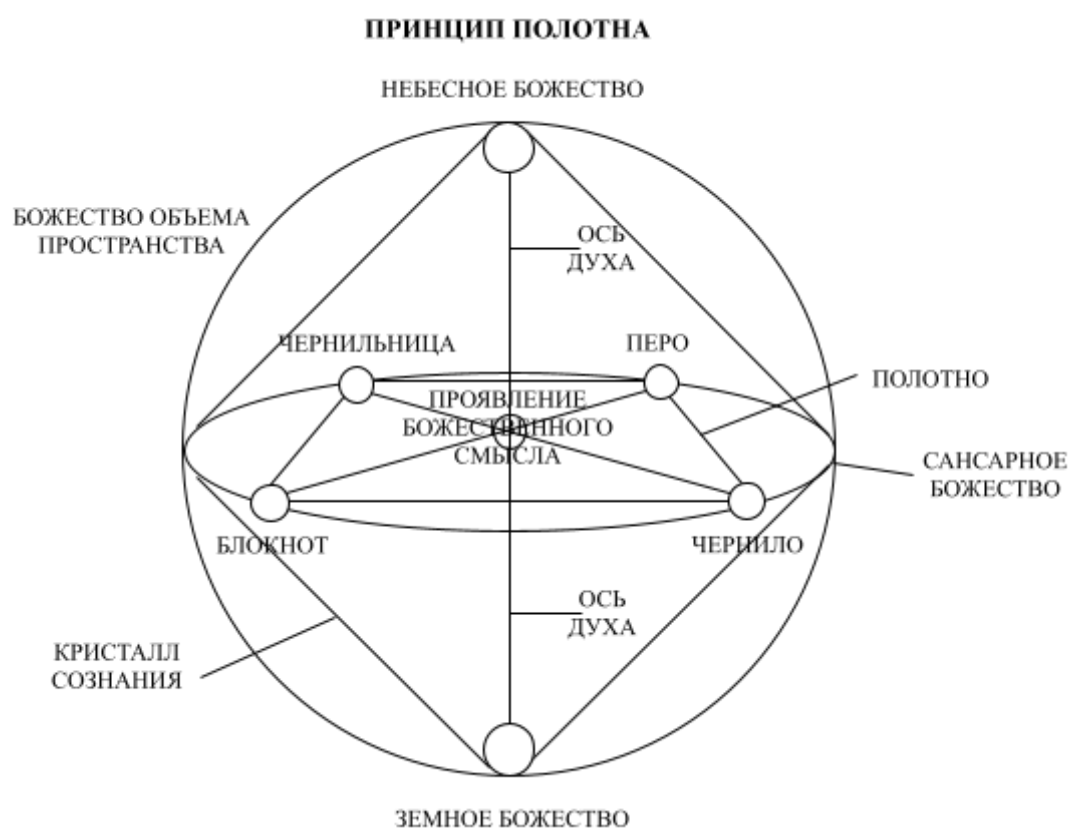 ПРИНЦИП ПОЛОТНА
НЕБЕСНОЕ БОЖЕСТВО
БОЖЕСТВО ОБЪЕМА
ПРОСТРАНСТВА
ОСЬ
ДУХА
ЧЕРНИЛЬНИЦА
ПЕРО
ПОЛОТНО
ПРОЯВЛЕНИЕ
БОЖЕСТВЕННОГО
СМЫСЛА
САНСАРНОЕ
БОЖЕСТВО
БЛОКНОТ
ЧЕРНИЛО
ОСЬ
ДУХА
КРИСТАЛЛ
СОЗНАНИЯ
ЗЕМНОЕ БОЖЕСТВО